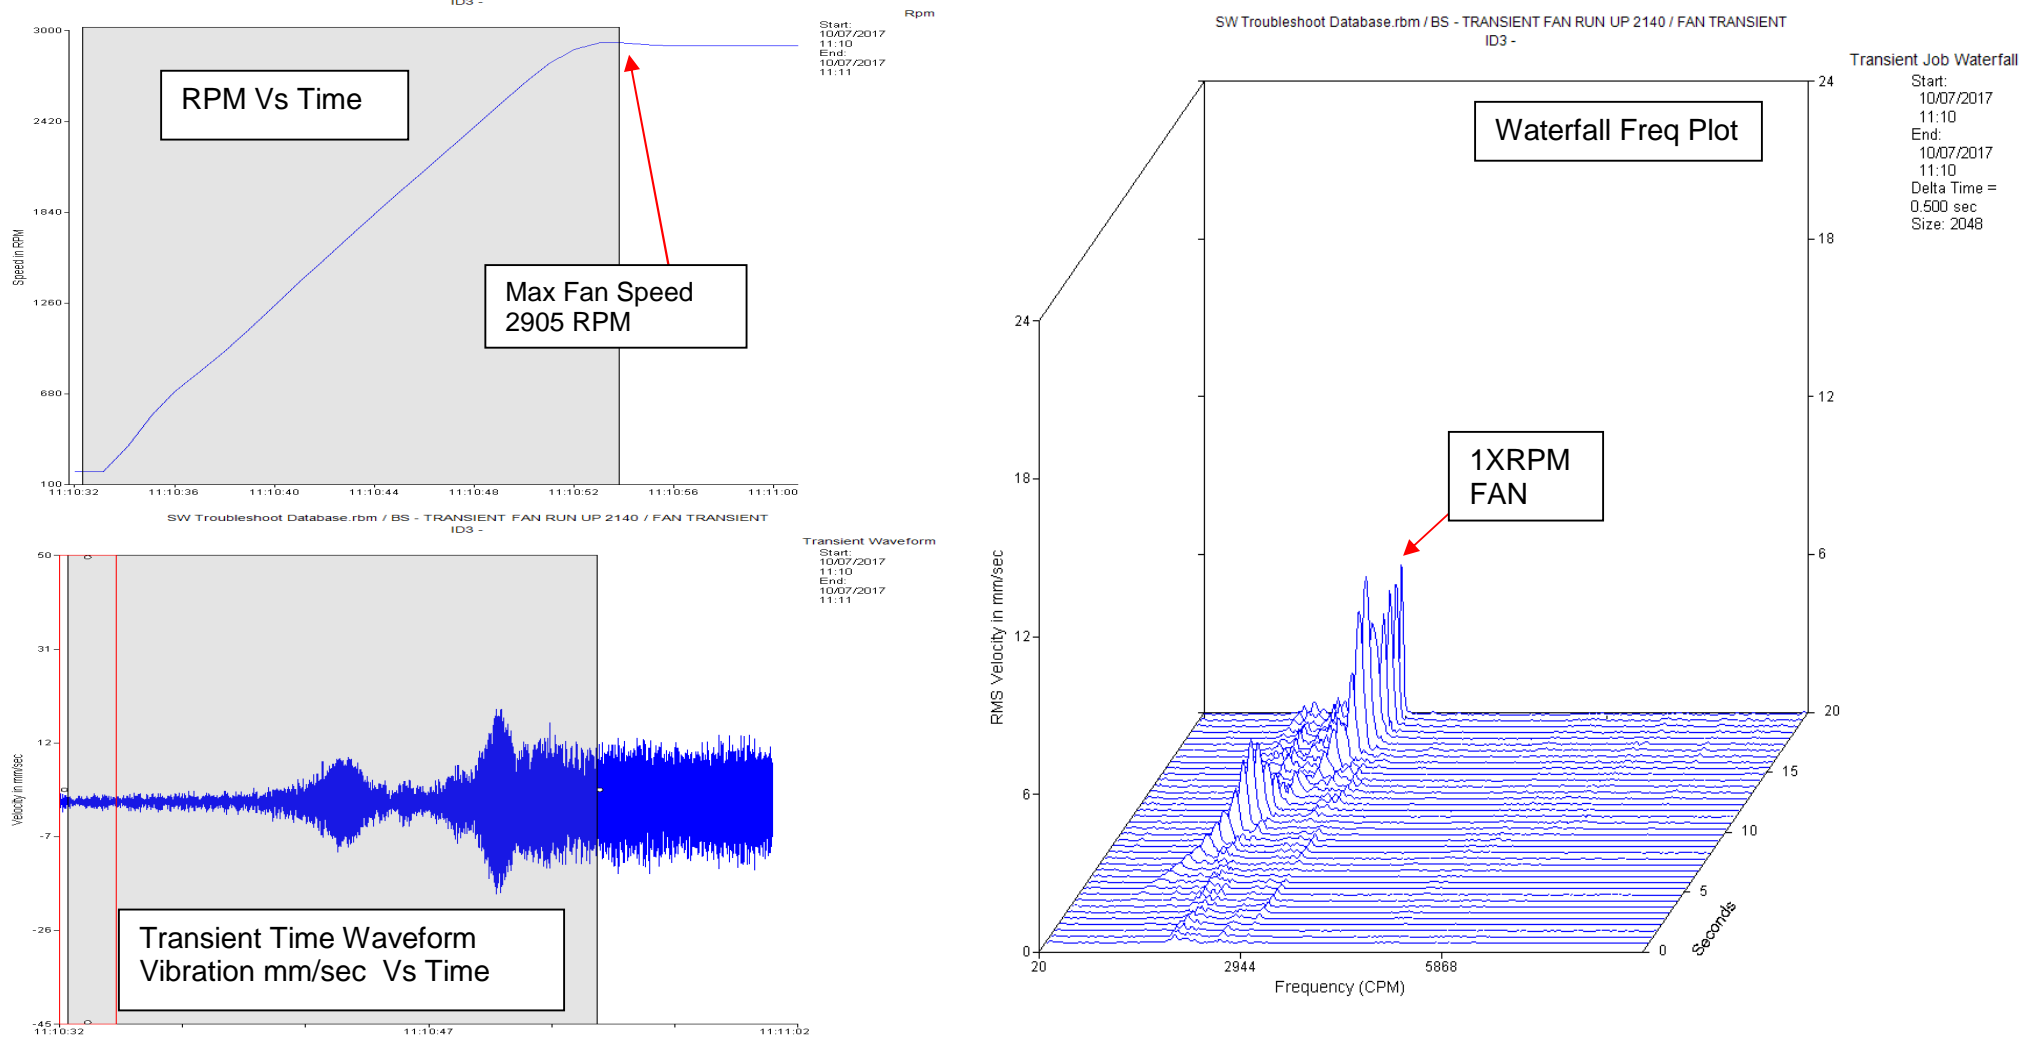 ID3 -
Rpm
Start:
10/07/2017
11:10
End:
10/07/2017
11:11
3000
2420
1840
1260
680
100
Speed in RPM
RPM Vs Time
Max Fan Speed
2905 RPM
11:10:32
11:10:36
11:10:40
11:10:44
11:10:48
11:10:52
11:10:56
11:11:00
SW Troubleshoot Database.rbm / BS - TRANSIENT FAN RUN UP 2140 / FAN TRANSIENT
ID3 -
Transient Waveform
Start:
10/07/2017
11:10
End:
10/07/2017
11:11
50
31
12
-7
-26
-45
Velocity in mm/sec
Transient Time Waveform
Vibration mm/sec Vs Time
11:10:32
11:10:47
11:11:02
SW Troubleshoot Database.rbm / BS - TRANSIENT FAN RUN UP 2140 / FAN TRANSIENT
ID3 -
Transient Job Waterfall
Start:
10/07/2017
11:10
End:
10/07/2017
11:10
Delta Time =
0.500 sec
Size: 2048
Waterfall Freq Plot
24
18
12
6
20
15
10
5
0
Seconds
24
18
12
6
0
RMS Velocity in mm/sec
1XRPM
FAN
20
2944
5868
Frequency (CPM)